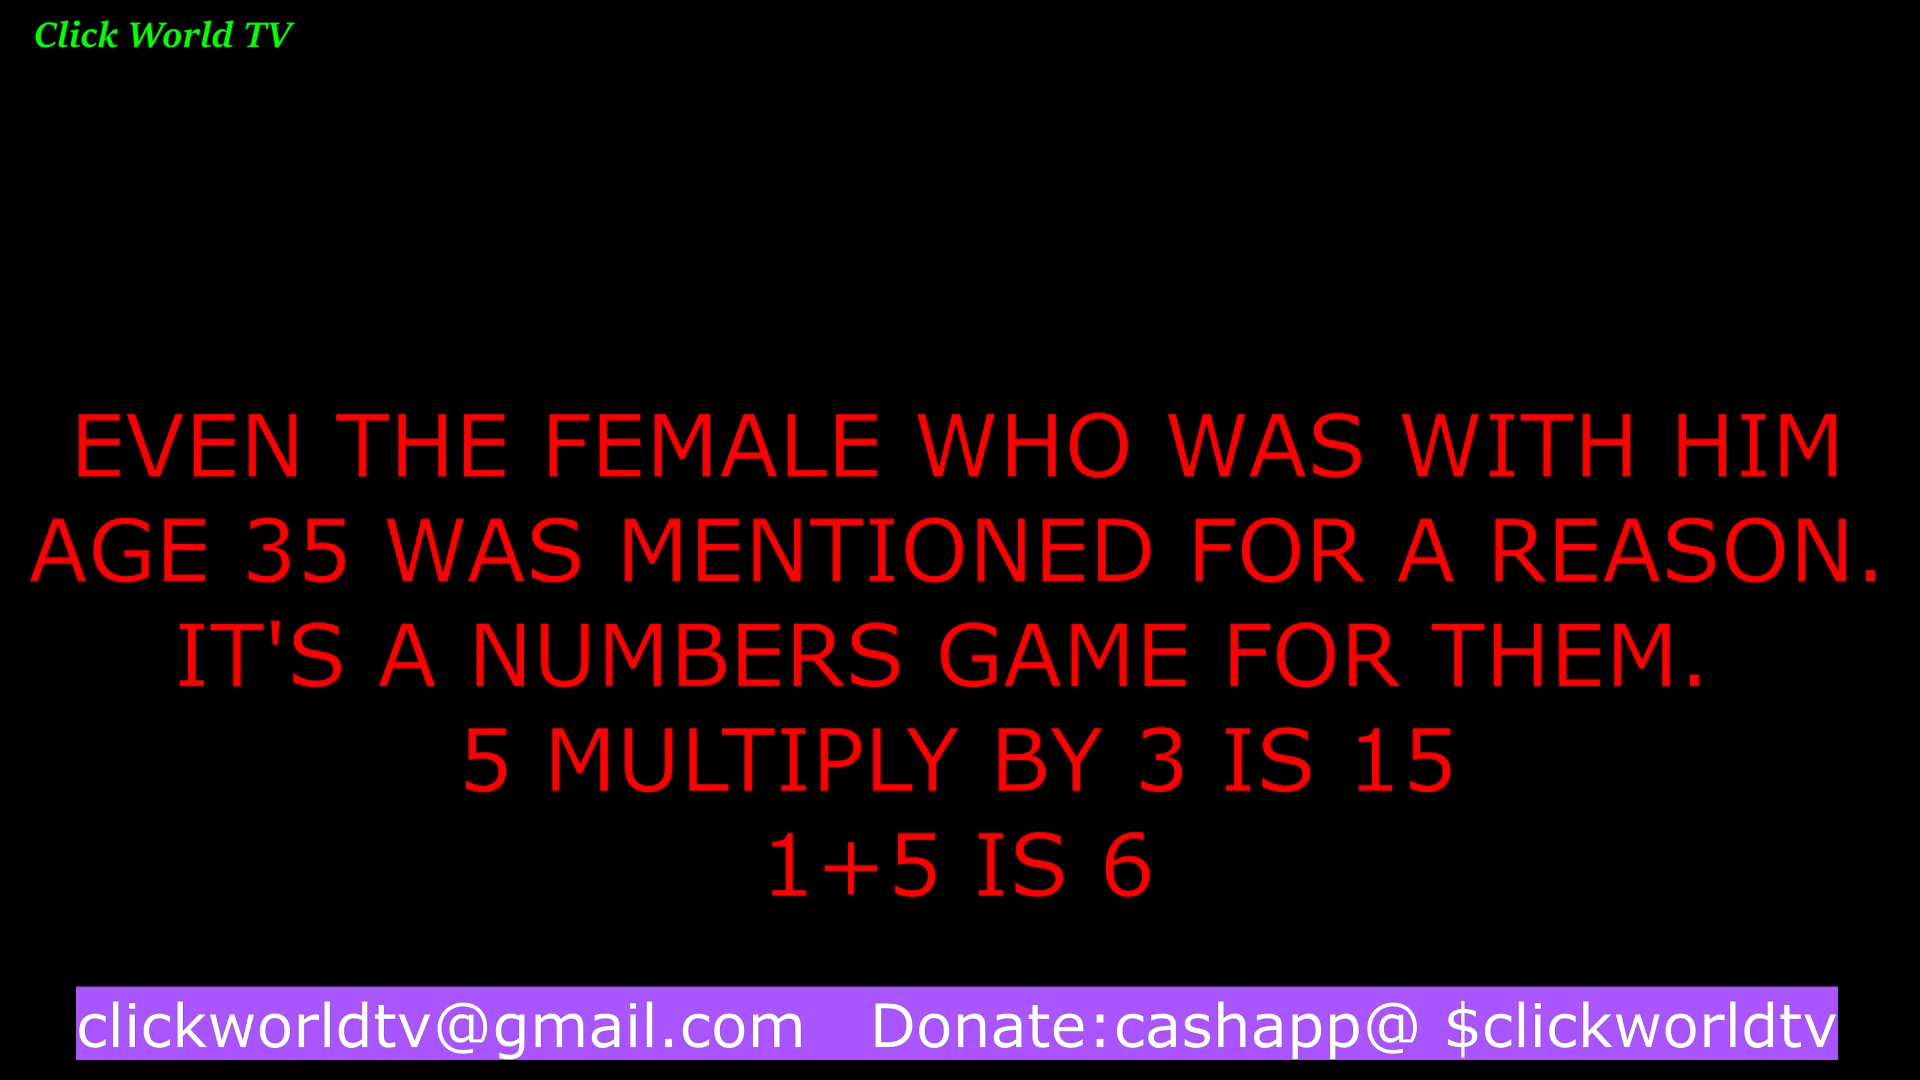 Click World TV
EVEN THE FEMALE WHO WAS WITH HIM
AGE 35 WAS MENTIONED FOR A REASON.
IT'S A NUMBERS GAME FOR THEM.
5 MULTIPLY BY 3 IS 15
1+5 IS 6
clickworldtv@gmail.com Donate:cashapp@ $clickworldtv